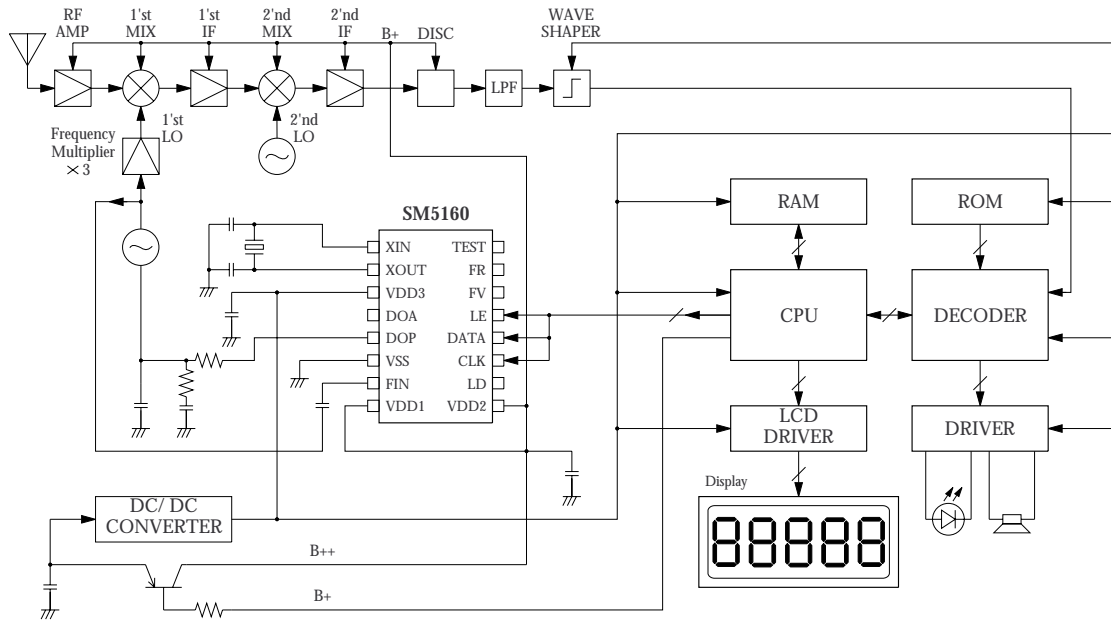 RF
AMP
1'st
MIX
1'st
IF
2'nd
MIX
2'nd
IF
B+
DISC
WAVE
SHAPER
LPF
1'st
LO
2'nd
LO
Frequency
Multiplier
× 3
SM5160
XIN
XOUT
VDD3
DOA
DOP
VSS
FIN
VDD1
TEST
FR
FV
LE
DATA
CLK
LD
VDD2
RAM
ROM
CPU
DECODER
LCD
DRIVER
DRIVER
Display
88888
DC/ DC
CONVERTER
B++
B+